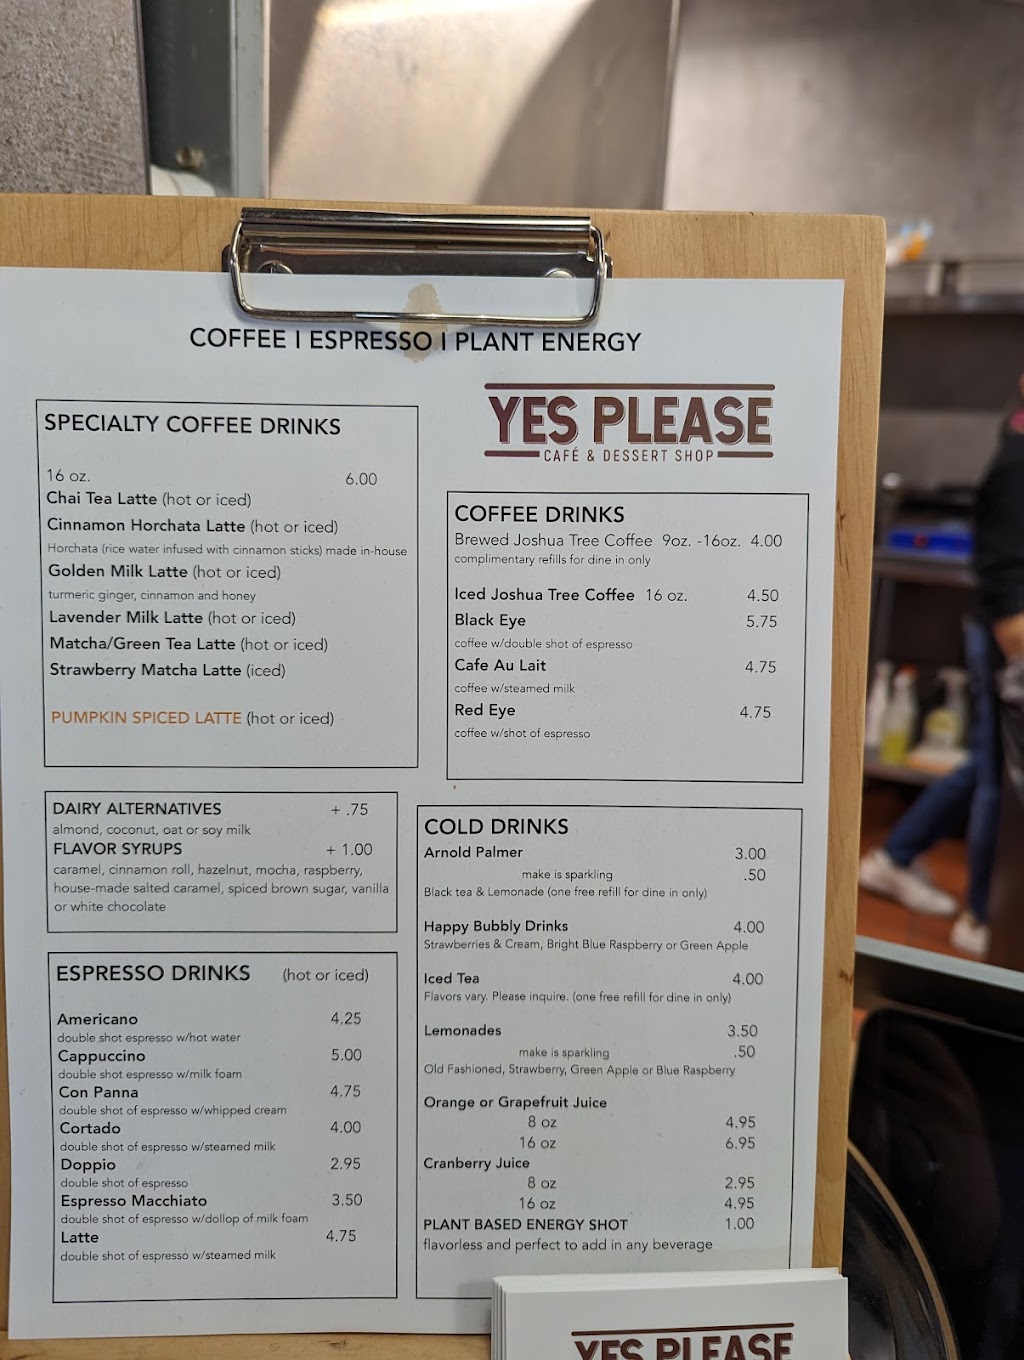 COFFEE I ESPRESSO I PLANT ENERGY
YES PLEASE
CAFÉ & DESSERT SHOP
SPECIALTY COFFEE DRINKS
16 oz. 6.00
Chai Tea Latte (hot or iced)
Cinnamon Horchata Latte (hot or iced)
Horchata (rice water infused with cinnamon sticks) made in-house
Golden Milk Latte (hot or iced)
turmeric ginger, cinnamon and honey
Lavender Milk Latte (hot or iced)
Matcha/Green Tea Latte (hot or iced)
Strawberry Matcha Latte (iced)
PUMPKIN SPICED LATTE (hot or iced)
DAIRY ALTERNATIVES + .75
almond, coconut, oat or soy milk
FLAVOR SYRUPS + 1.00
caramel, cinnamon roll, hazelnut, mocha, raspberry,
house-made salted caramel, spiced brown sugar, vanilla
or white chocolate
ESPRESSO DRINKS (hot or iced)
Americano 4.25
double shot espresso w/hot water
Cappuccino 5.00
double shot espresso w/milk foam
Con Panna 4.75
double shot of espresso w/whipped cream
Cortado 4.00
double shot of espresso w/steamed milk
Doppio 2.95
double shot of espresso
Espresso Macchiato 3.50
double shot of espresso w/dollop of milk foam
Latte 4.75
double shot of espresso w/steamed milk
COFFEE DRINKS
Brewed Joshua Tree Coffee 9oz. -16oz. 4.00
complimentary refills for dine in only
Iced Joshua Tree Coffee 16 oz. 4.50
Black Eye 5.75
coffee w/double shot of espresso
Cafe Au Lait 4.75
coffee w/steamed milk
Red Eye 4.75
coffee w/shot of espresso
COLD DRINKS
Arnold Palmer 3.00
make is sparkling .50
Black tea & Lemonade (one free refill for dine in only)
Happy Bubbly Drinks 4.00
Strawberries & Cream, Bright Blue Raspberry or Green Apple
Iced Tea 4.00
Flavors vary. Please inquire. (one free refill for dine in only)
Lemonades 3.50
make is sparkling .50
Old Fashioned, Strawberry, Green Apple or Blue Raspberry
Orange or Grapefruit Juice
8 oz 4.95
16 oz 6.95
Cranberry Juice
8 oz 2.95
16 oz 4.95
PLANT BASED ENERGY SHOT 1.00
flavorless and perfect to add in any beverage
YES PLEASE